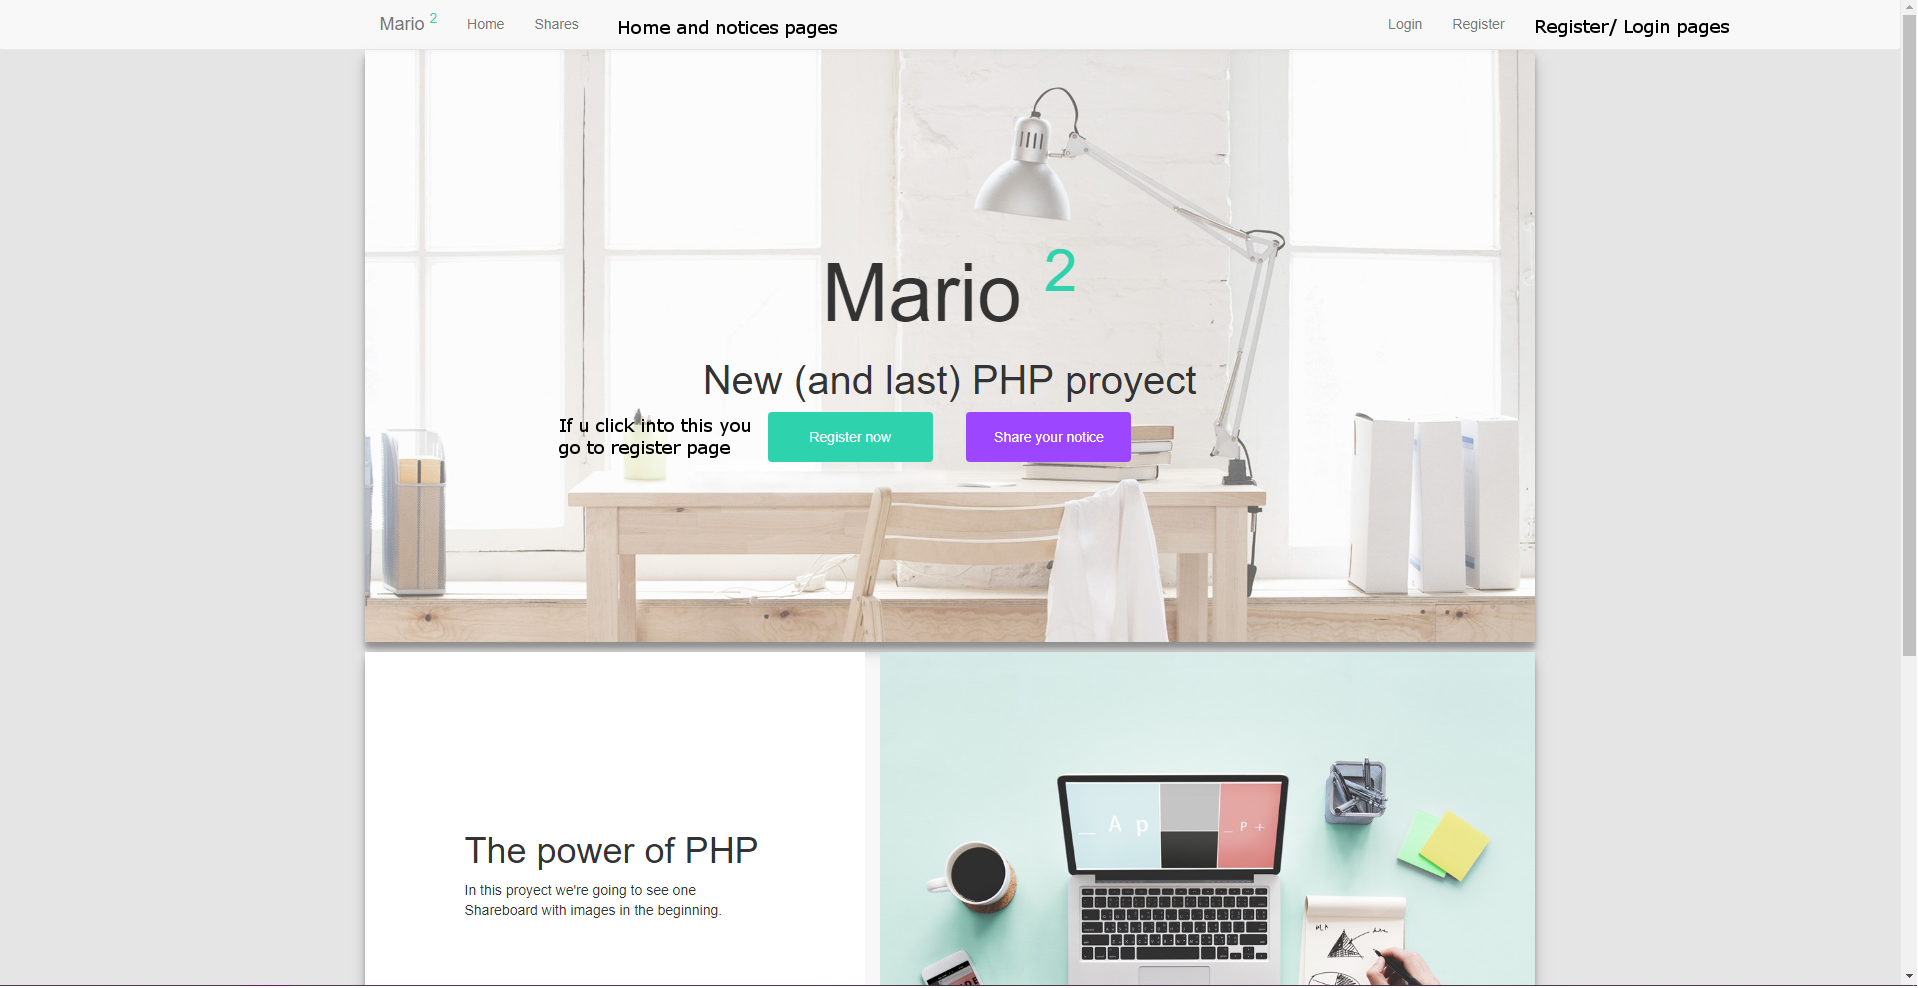 Mario 2 Home Shares Home and notices pages Login Register Register/ Login pages
Mario 2
New (and last) PHP proyect
If u click into this you
go to register page
Register now Share your notice
The power of PHP
In this proyect we're going to see one
Shareboard with images in the beginning.
_ A p _ P +